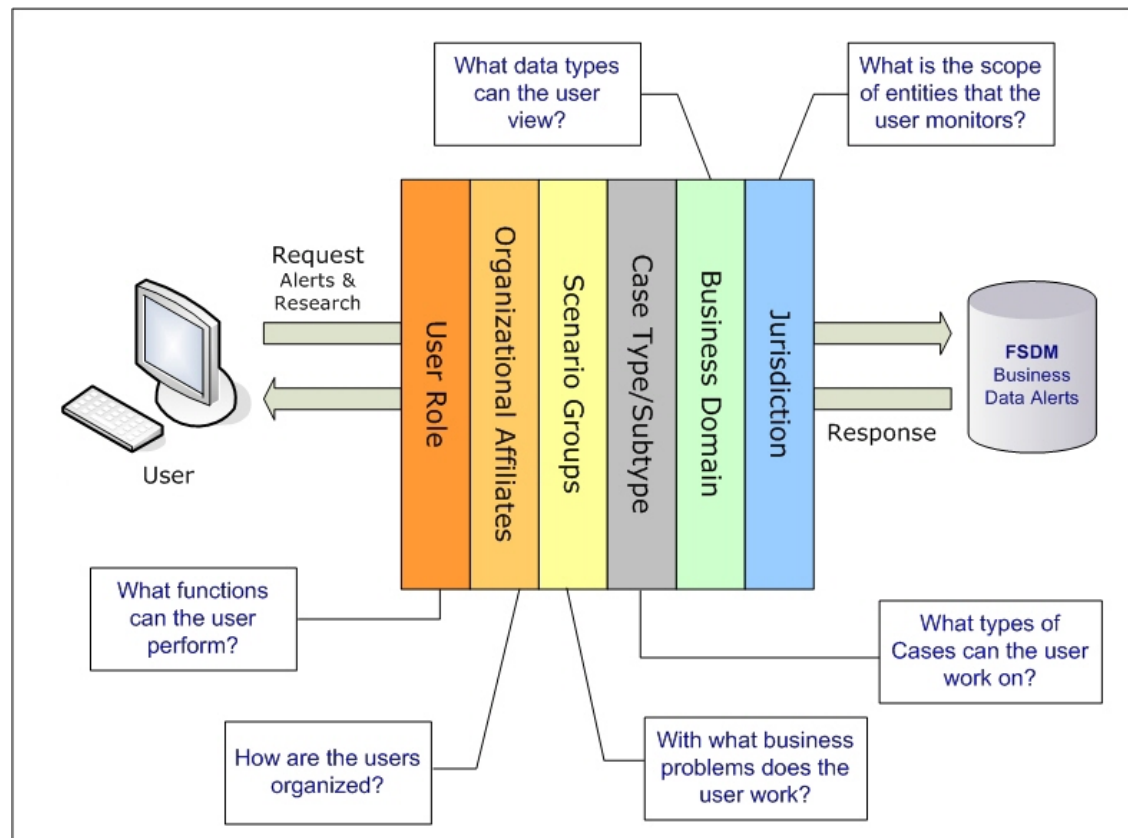 What data types
can the user
view?
What is the scope
of entities that the
user monitors?
Request
Alerts &
Research
User Role
Organizational Affiliates
Scenario Groups
Case Type/Subtype
Business Domain
Jurisdiction
FSDM
Business
Data Alerts
Response
User
What functions
can the user
perform?
What types of
Cases can the user
work on?
How are the users
organized?
With what business
problems does the
user work?